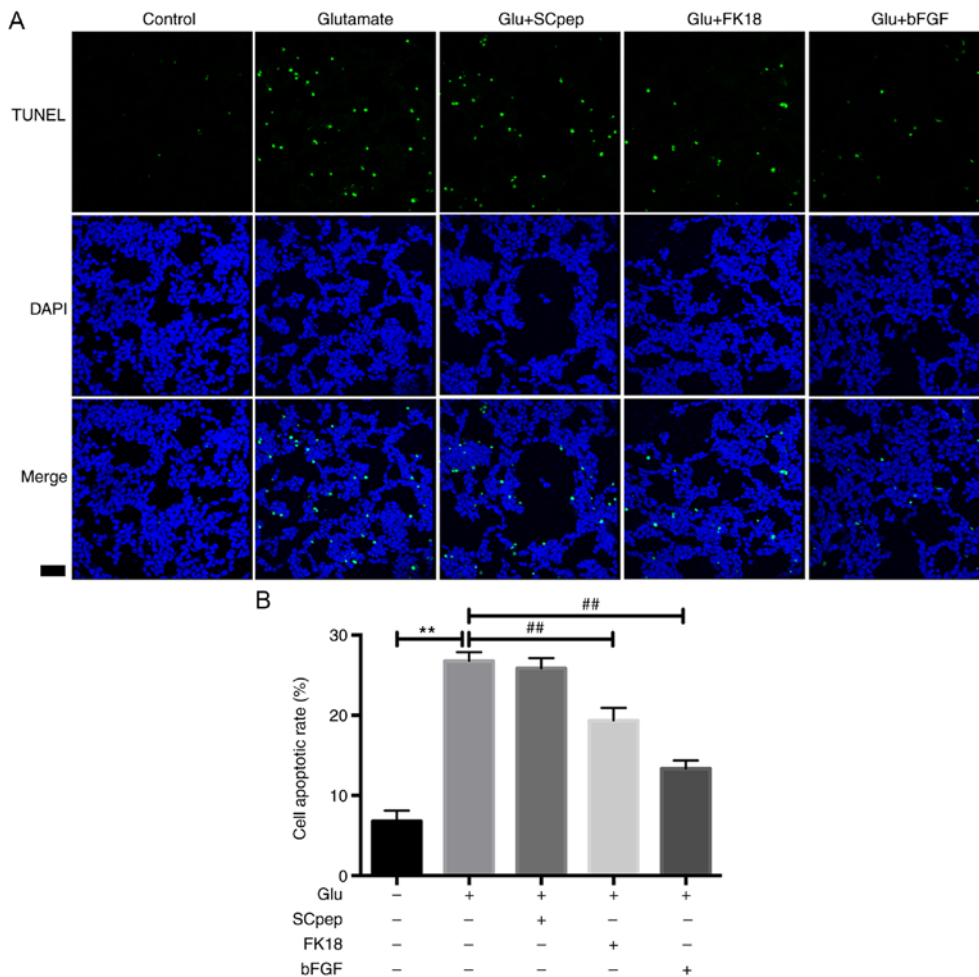 A
Control Glutamate Glu+SCpep Glu+FK18 Glu+bFGF
TUNEL
DAPI
Merge
B
##
** ##
Cell apoptotic rate (%)
30
20
10
0
Glu – + + + +
SCpep – – + – –
FK18 – – – + –
bFGF – – – – +